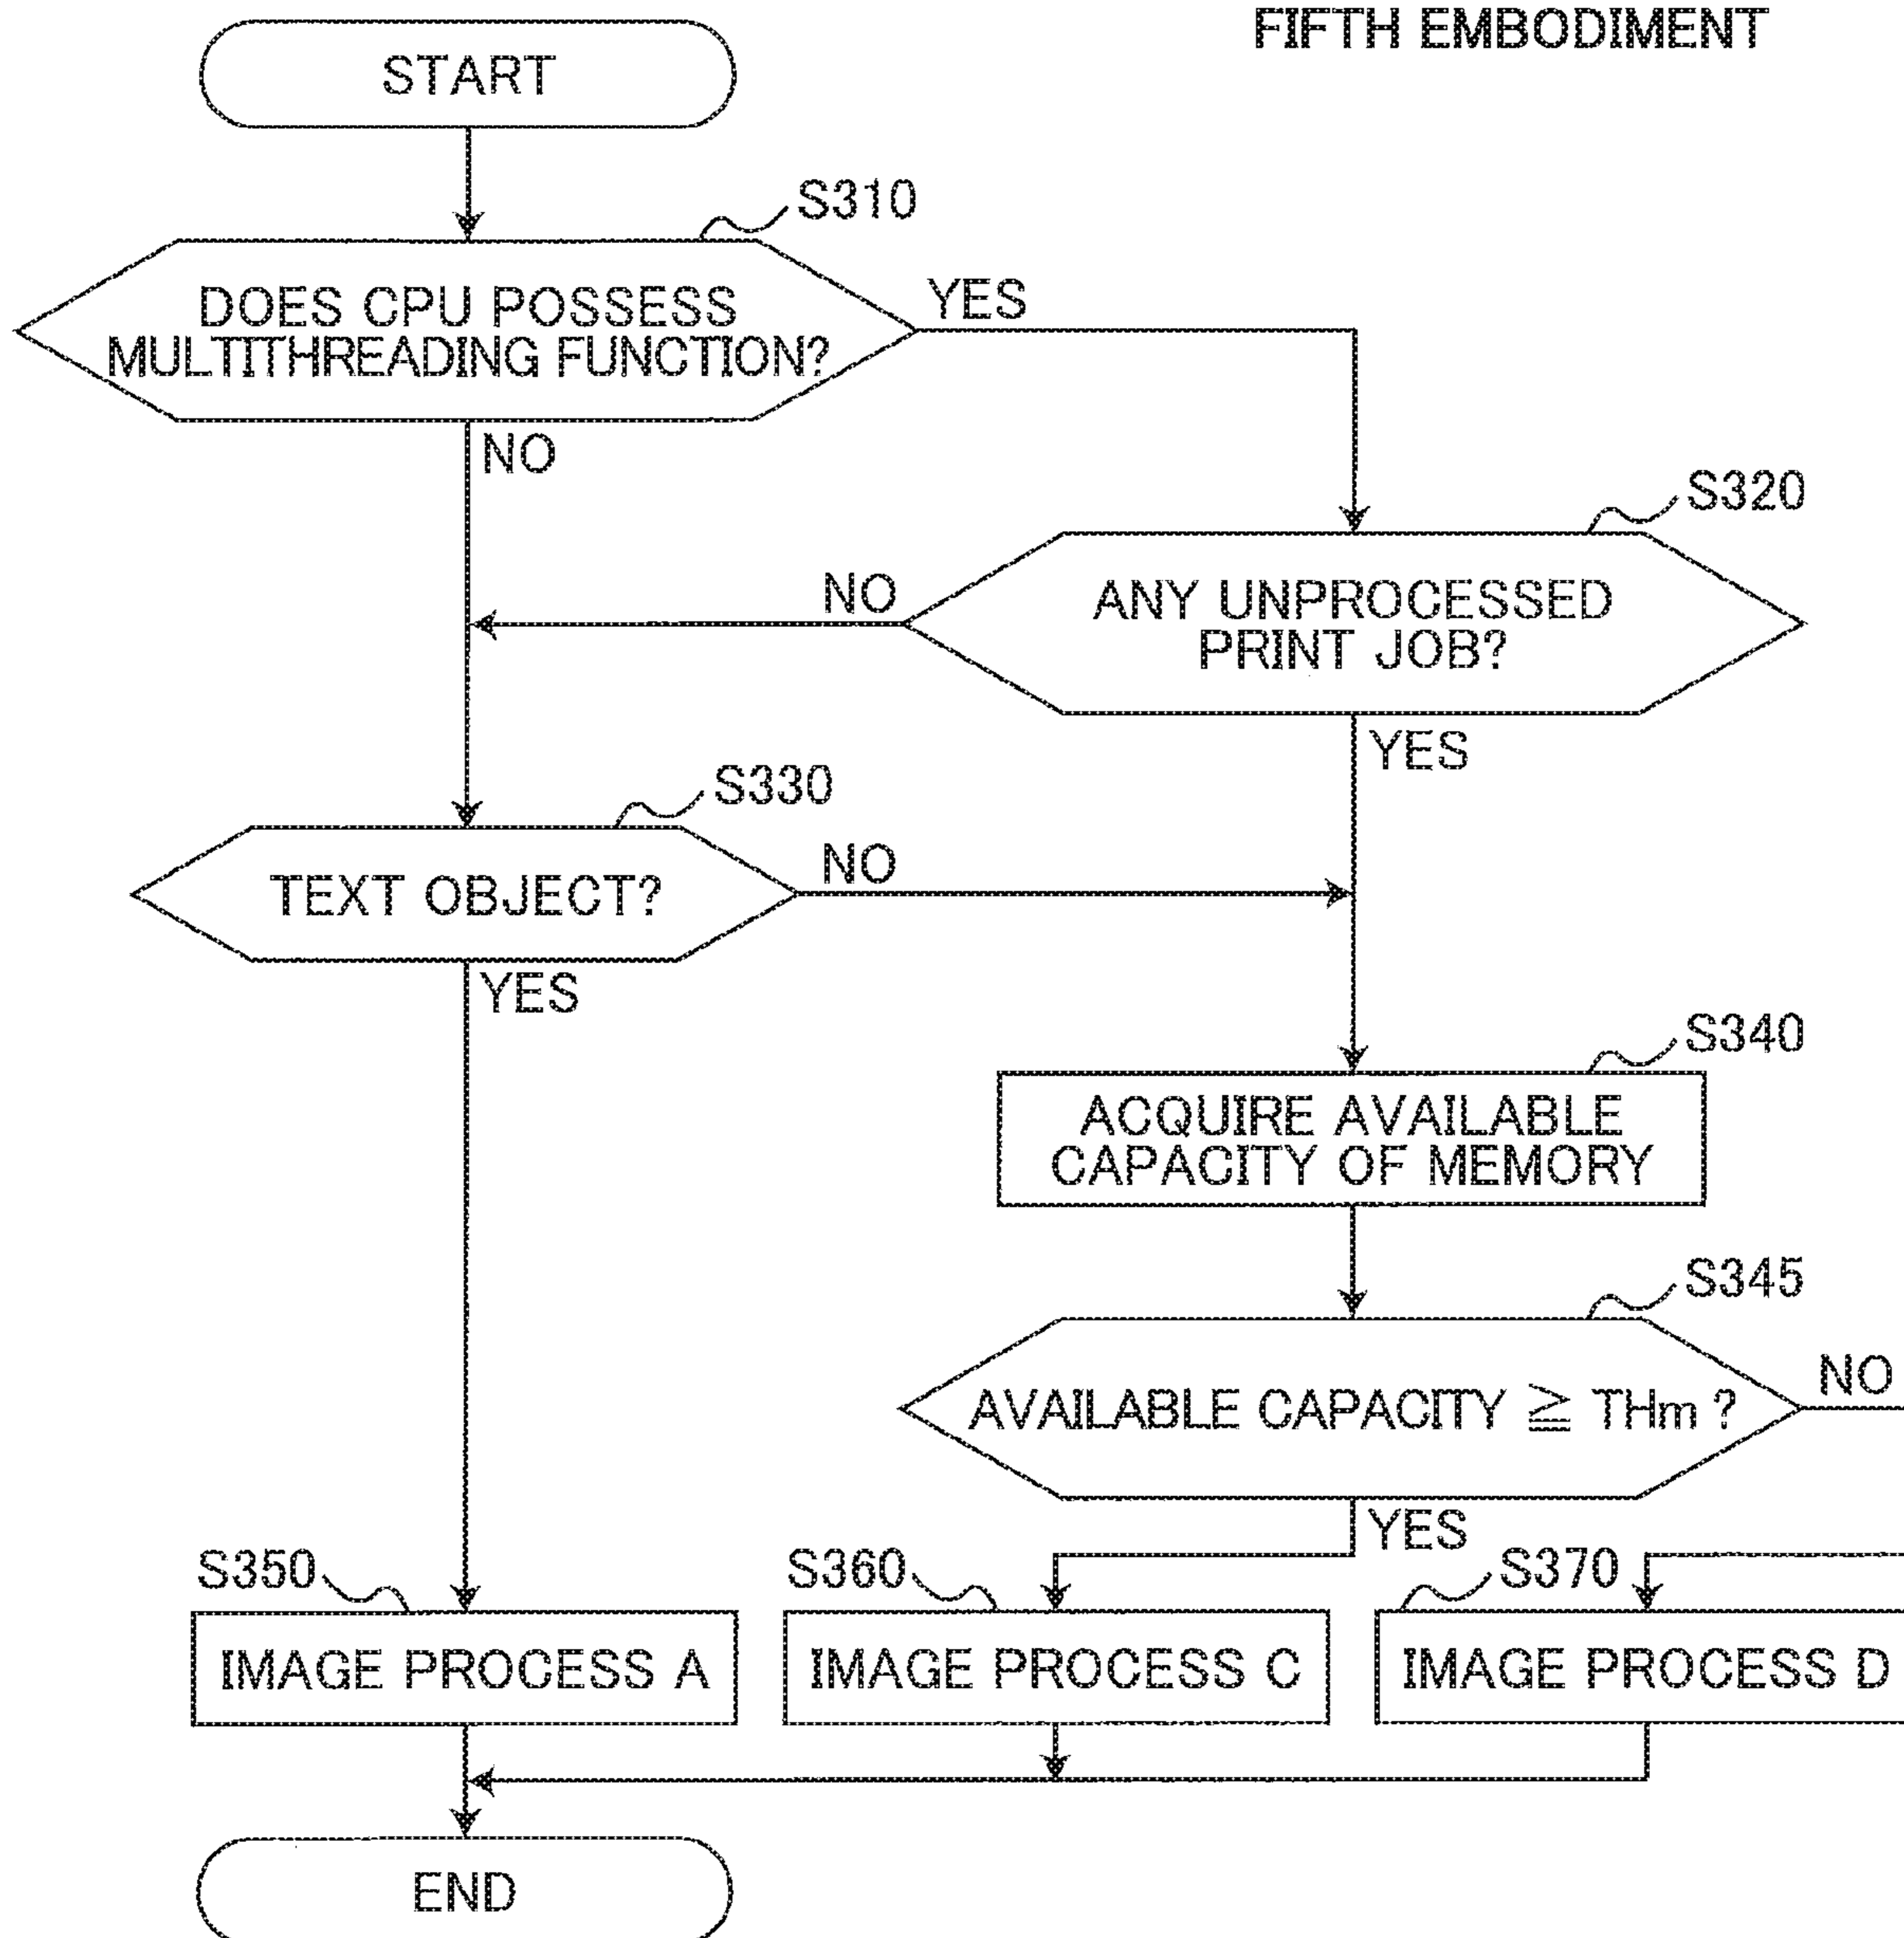 FIFTH EMBODIMENT
START
S310
DOES CPU POSSESS
MULTITHREADING FUNCTION?
YES
NO
S320
ANY UNPROCESSED
PRINT JOB?
NO
YES
S330
TEXT OBJECT?
NO
YES
S340
ACQUIRE AVAILABLE
CAPACITY OF MEMORY
S345
AVAILABLE CAPACITY ≧ THm ?
NO
YES
S350
S360
S370
IMAGE PROCESS A
IMAGE PROCESS C
IMAGE PROCESS D
END